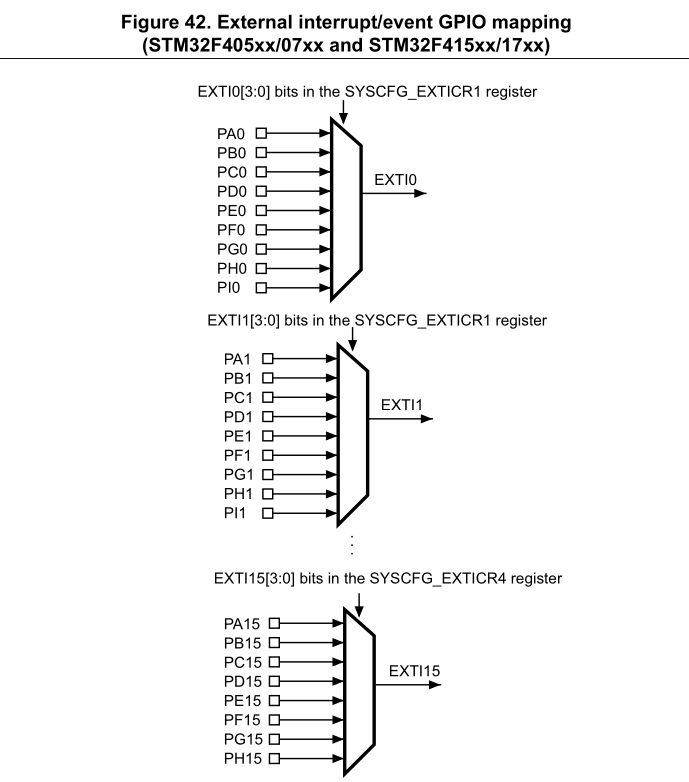 Figure 42. External interrupt/event GPIO mapping
(STM32F405xx/07xx and STM32F415xx/17xx)
EXTI0[3:0] bits in the SYSCFG_EXTICR1 register
PA0
PB0
PC0
PD0
PE0
PF0
PG0
PH0
PI0
EXTI0
EXTI1[3:0] bits in the SYSCFG_EXTICR1 register
PA1
PB1
PC1
PD1
PE1
PF1
PG1
PH1
PI1
EXTI1
EXTI15[3:0] bits in the SYSCFG_EXTICR4 register
PA15
PB15
PC15
PD15
PE15
PF15
PG15
PH15
EXTI15